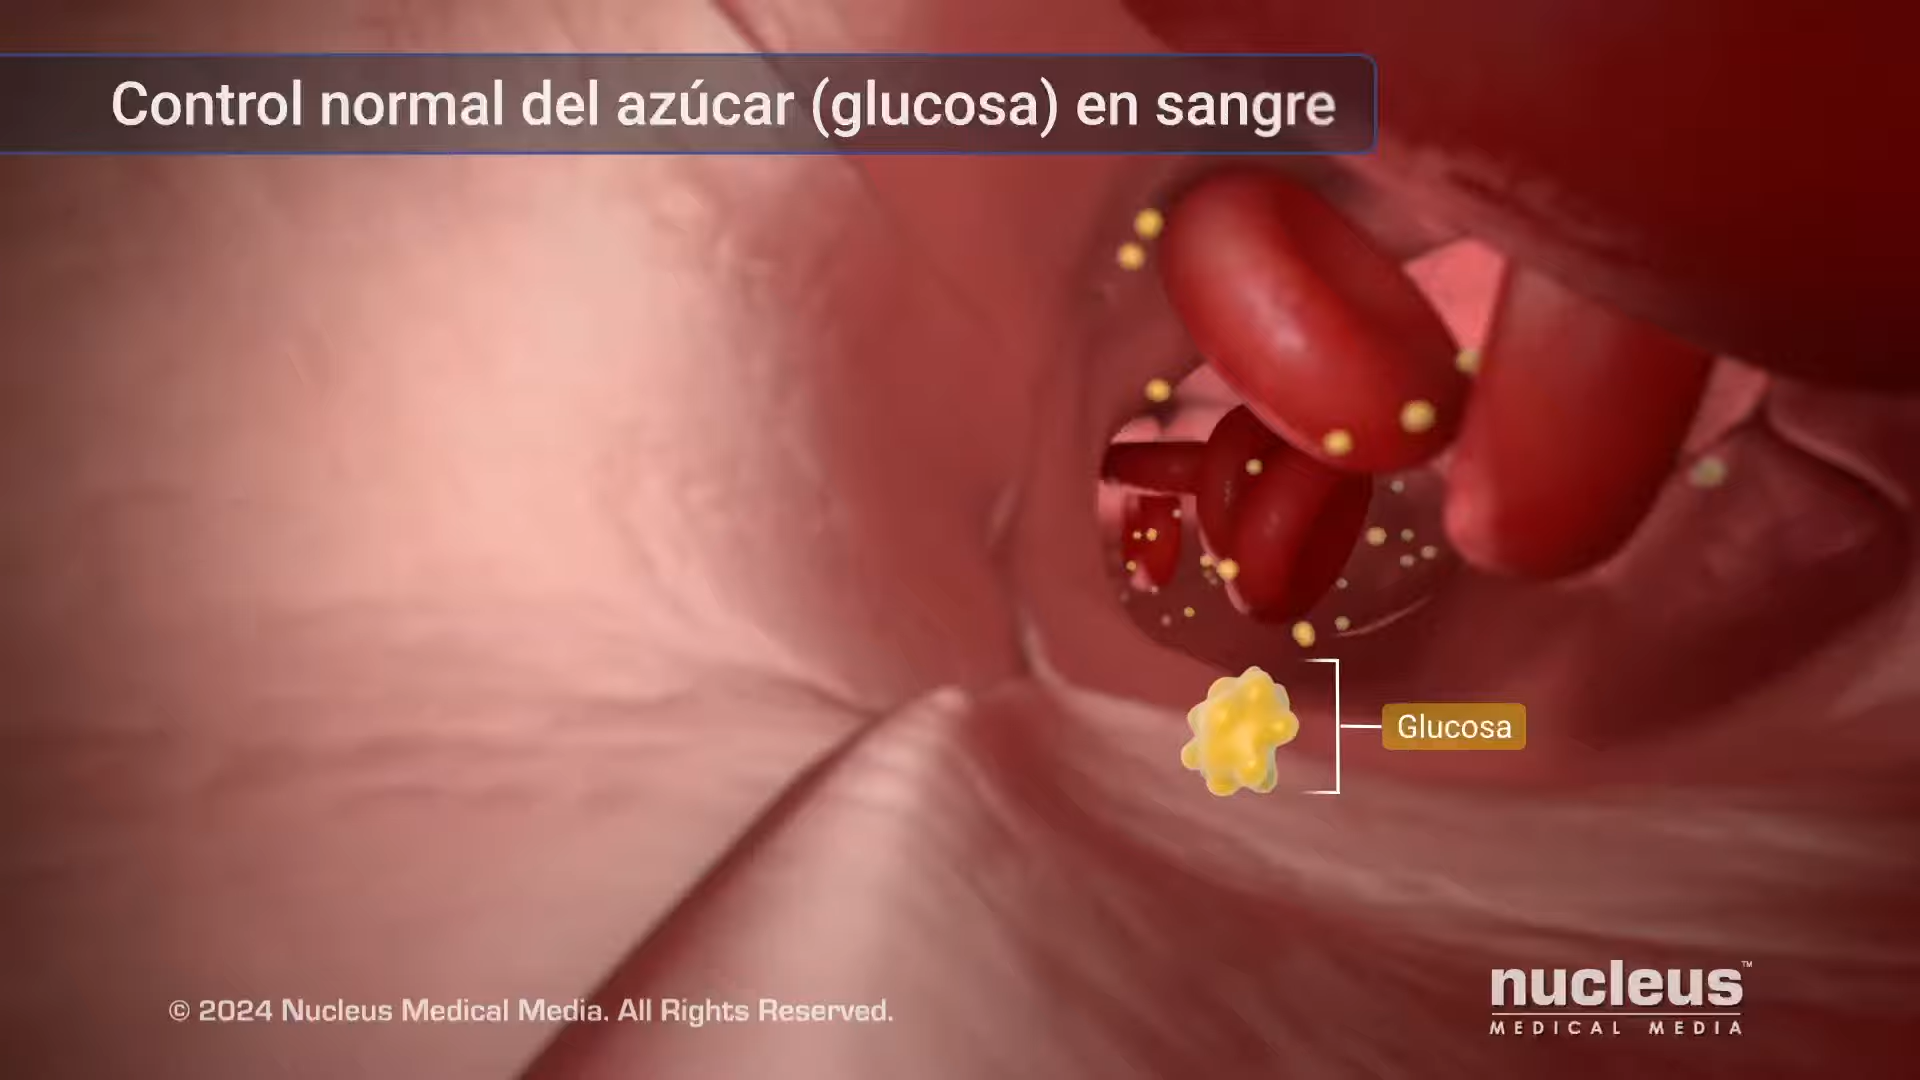 Control normal del azúcar (glucosa) en sangre
Glucosa
© 2024 Nucleus Medical Media. All Rights Reserved.
nucleus™
MEDICAL MEDIA